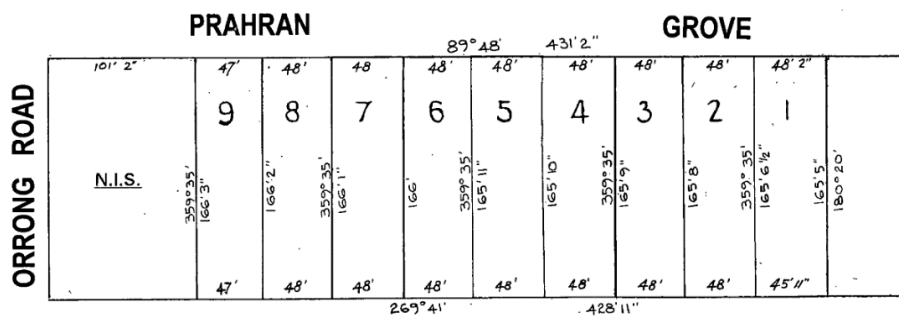 PRAHRAN GROVE
89° 48' 431' 2"
101' 2" 47' 48' 48 48' 48' 48' 48' 48' 48' 2"
9 8 7 6 5 4 3 2 1
ORRONG ROAD
N.I.S.
359° 35' 166' 3" 166' 2" 359° 35' 166' 1" 166' 359° 35' 165' 11" 165' 10" 359° 35' 165' 9" 165' 8" 359° 35' 165' 6½" 165' 5" 180° 20'
47' 48' 48' 48' 48' 48' 48' 48' 45' 11"
269° 41' 428' 11"